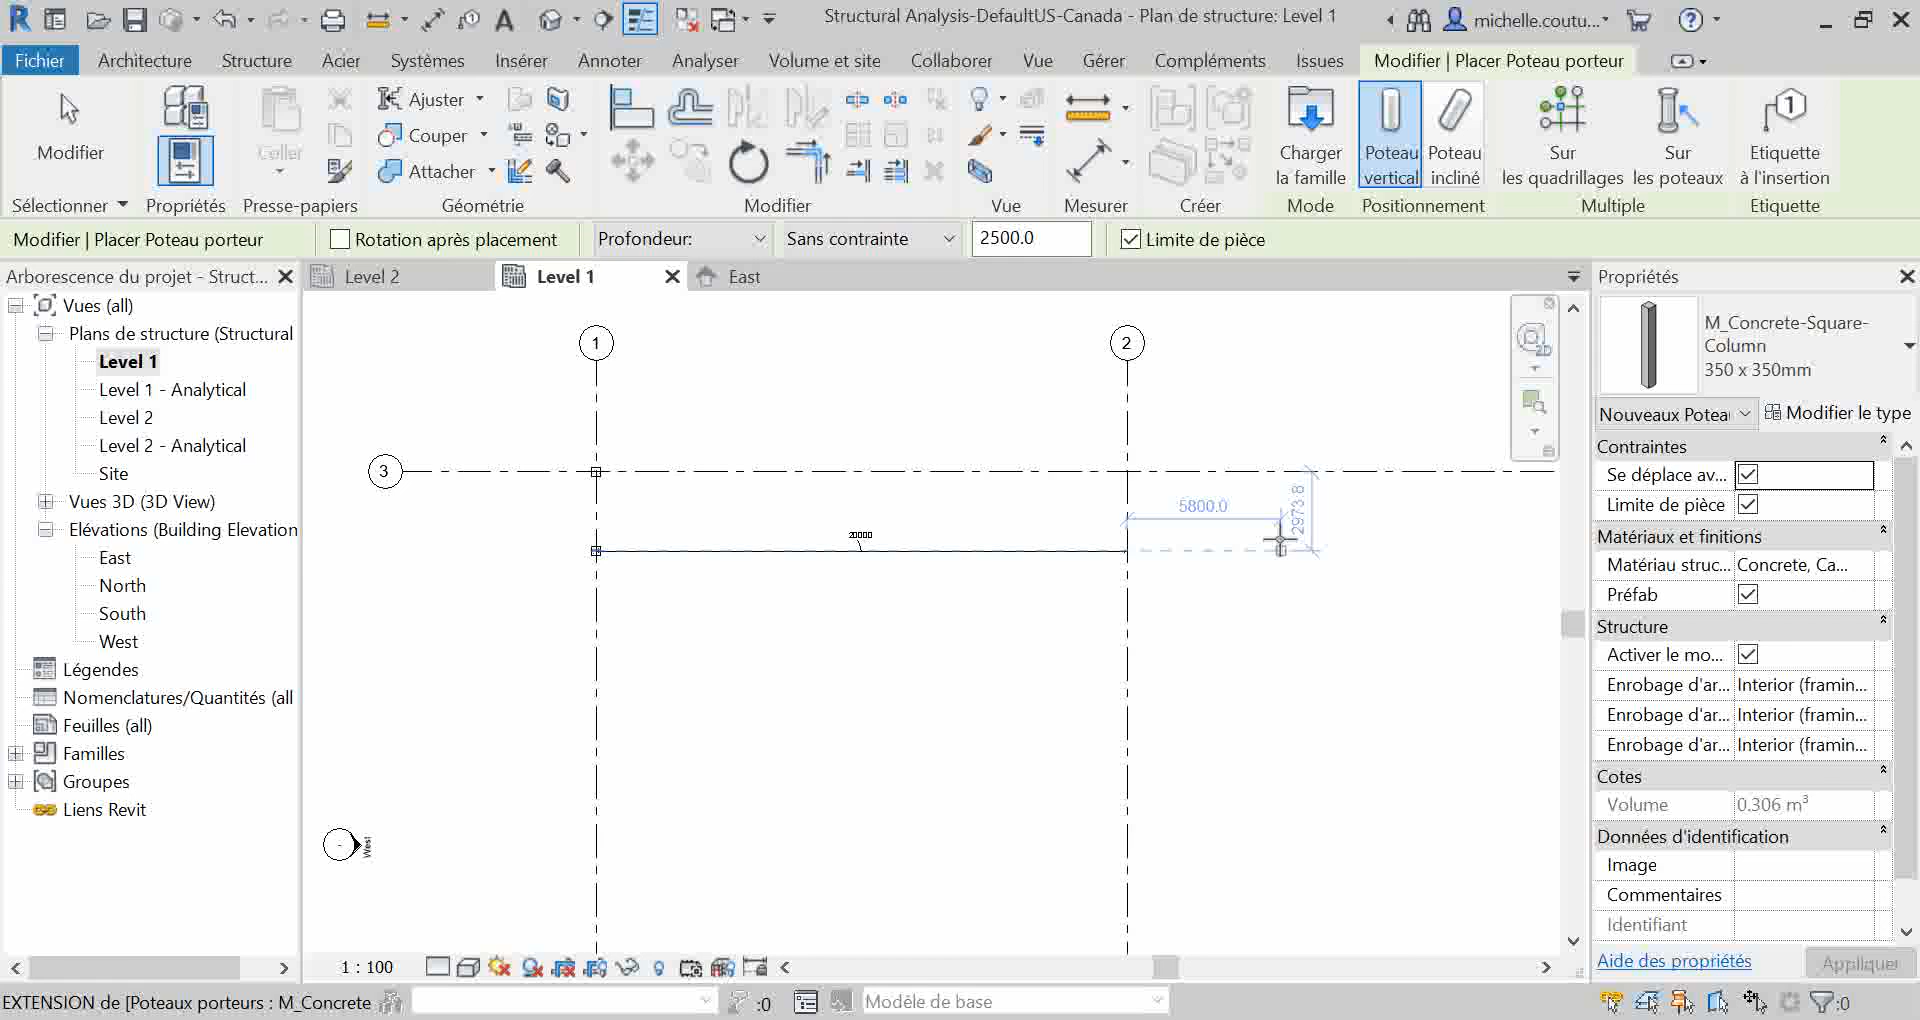 Structural Analysis-DefaultUS-Canada - Plan de structure: Level 1
michelle.coutu...
Fichier
Architecture
Structure
Acier
Systèmes
Insérer
Annoter
Analyser
Volume et site
Collaborer
Vue
Gérer
Compléments
Issues
Modifier | Placer Poteau porteur
Modifier
Coller
Ajuster
Couper
Attacher
Charger
la famille
Poteau
vertical
Poteau
incliné
Sur
les quadrillages
Sur
les poteaux
Etiquette
à l'insertion
Sélectionner
Propriétés
Presse-papiers
Géométrie
Modifier
Vue
Mesurer
Créer
Mode
Positionnement
Multiple
Etiquette
Modifier | Placer Poteau porteur
Rotation après placement
Profondeur:
Sans contrainte
2500.0
Limite de pièce
Arborescence du projet - Struct...
Vues (all)
Plans de structure (Structural
Level 1
Level 1 - Analytical
Level 2
Level 2 - Analytical
Site
Vues 3D (3D View)
Elévations (Building Elevation
East
North
South
West
Légendes
Nomenclatures/Quantités (all
Feuilles (all)
Familles
Groupes
Liens Revit
Level 2
Level 1
East
1
2
3
5800.0
2973.8
20000
-
West
2D
Propriétés
M_Concrete-Square-
Column
350 x 350mm
Nouveaux Potea
Modifier le type
Contraintes
Se déplace av...
Limite de pièce
Matériaux et finitions
Matériau struc... Concrete, Ca...
Préfab
Structure
Activer le mo...
Enrobage d'ar... Interior (framin...
Enrobage d'ar... Interior (framin...
Enrobage d'ar... Interior (framin...
Cotes
Volume 0.306 m³
Données d'identification
Image
Commentaires
Identifiant
Aide des propriétés
Appliquer
1 : 100
EXTENSION de [Poteaux porteurs : M_Concrete
:0
Modèle de base
:0